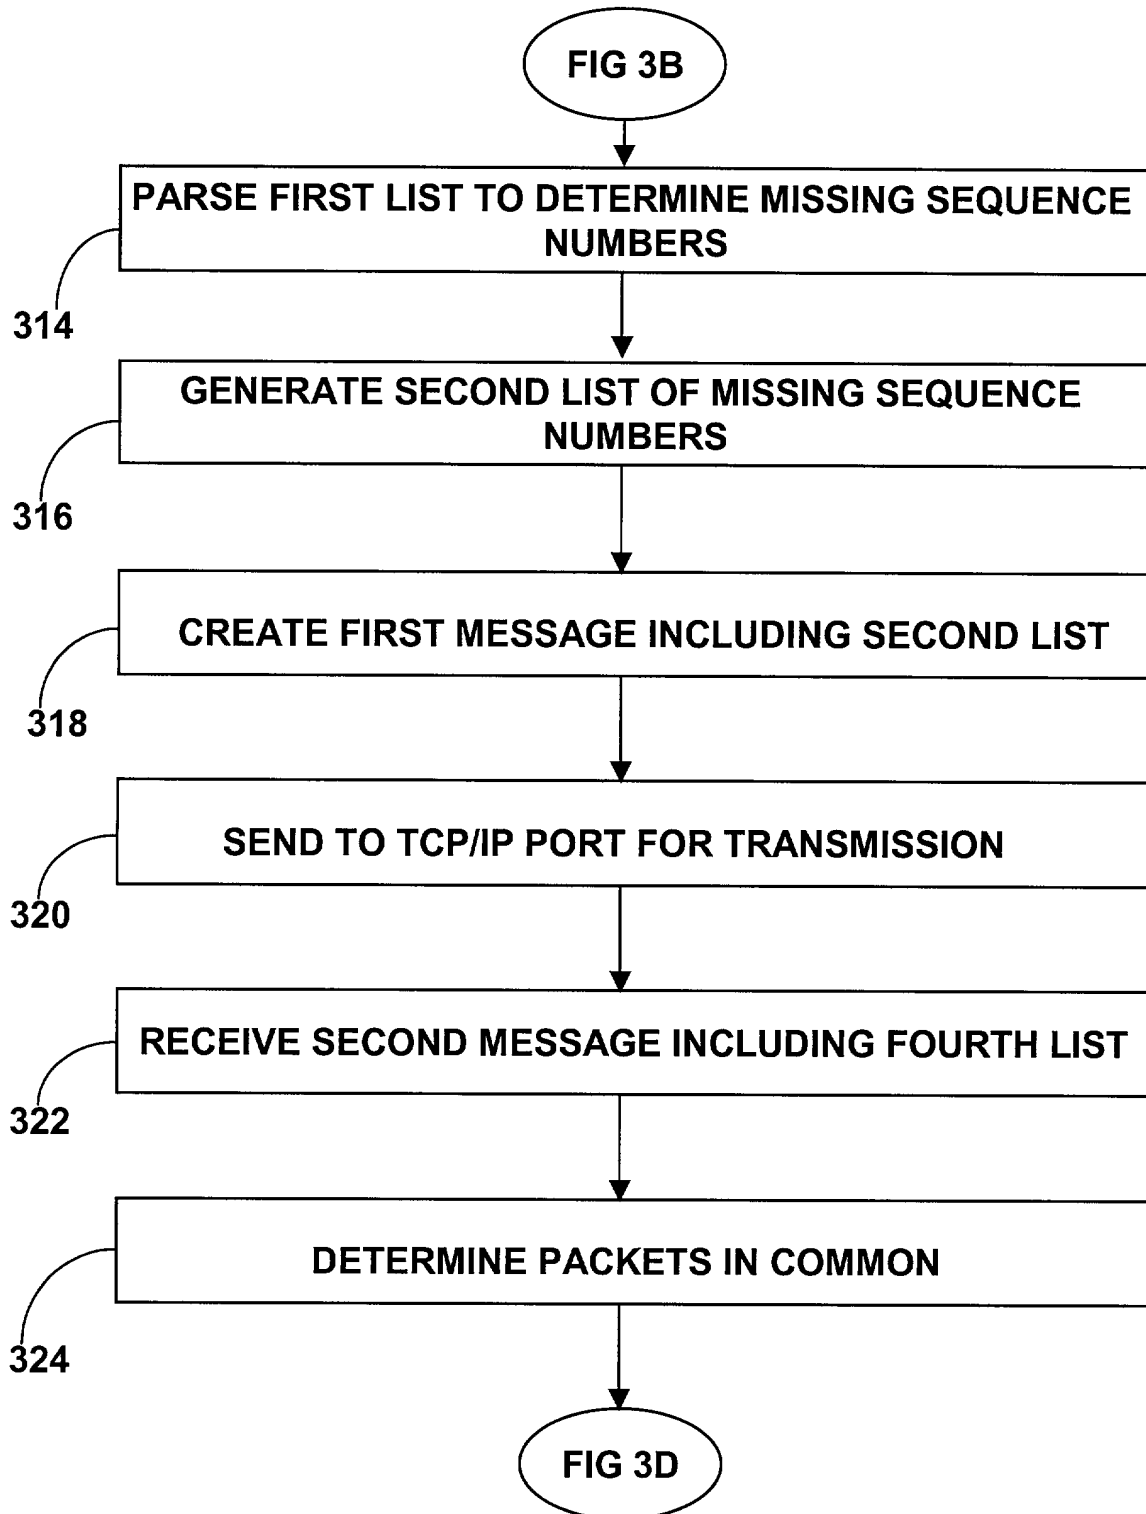 FIG 3B
PARSE FIRST LIST TO DETERMINE MISSING SEQUENCE
NUMBERS
314
GENERATE SECOND LIST OF MISSING SEQUENCE
NUMBERS
316
CREATE FIRST MESSAGE INCLUDING SECOND LIST
318
SEND TO TCP/IP PORT FOR TRANSMISSION
320
RECEIVE SECOND MESSAGE INCLUDING FOURTH LIST
322
DETERMINE PACKETS IN COMMON
324
FIG 3D